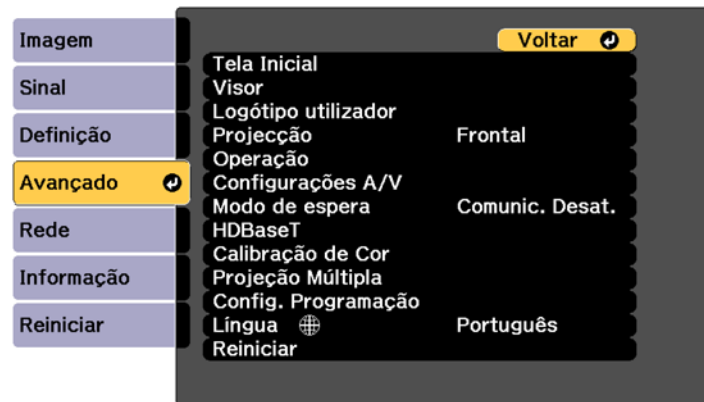 Imagem
Sinal
Definição
Avançado
Rede
Informação
Reiniciar
Voltar
Tela Inicial
Visor
Logótipo utilizador
Projecção Frontal
Operação
Configurações A/V
Modo de espera Comunic. Desat.
HDBaseT
Calibração de Cor
Projeção Múltipla
Config. Programação
Língua Português
Reiniciar